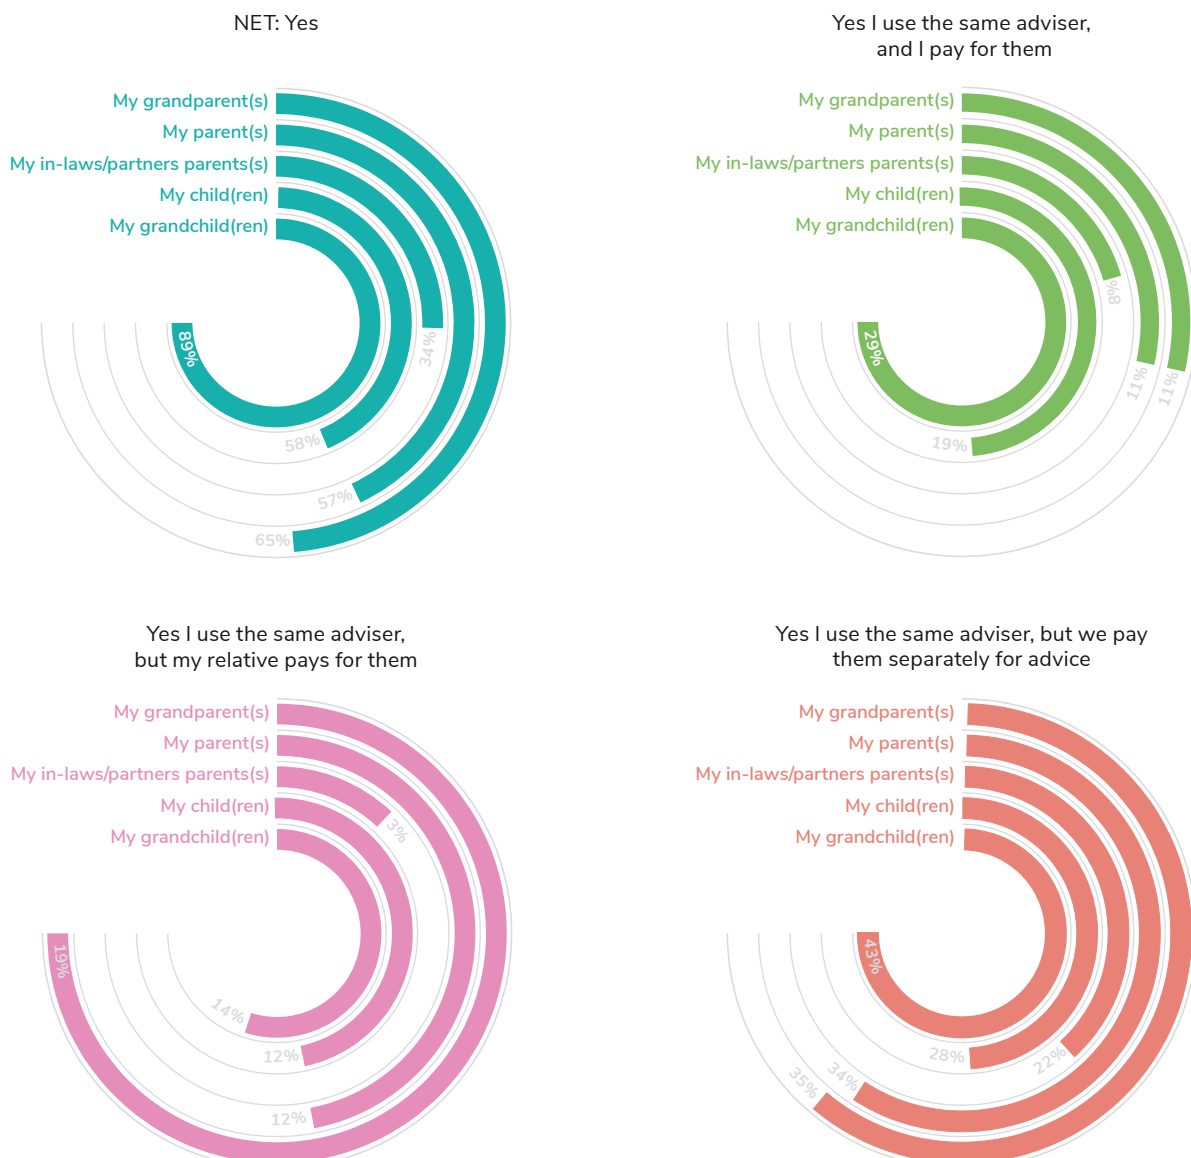 NET: Yes
My grandparent(s)
My parent(s)
My in-laws/partners parents(s)
My child(ren)
My grandchild(ren)
89%
34%
58%
57%
65%
Yes I use the same adviser,
and I pay for them
My grandparent(s)
My parent(s)
My in-laws/partners parents(s)
My child(ren)
My grandchild(ren)
8%
29%
11%
11%
19%
Yes I use the same adviser,
but my relative pays for them
My grandparent(s)
My parent(s)
My in-laws/partners parents(s)
My child(ren)
My grandchild(ren)
3%
19%
14%
12%
12%
Yes I use the same adviser, but we pay
them separately for advice
My grandparent(s)
My parent(s)
My in-laws/partners parents(s)
My child(ren)
My grandchild(ren)
43%
28%
22%
34%
35%